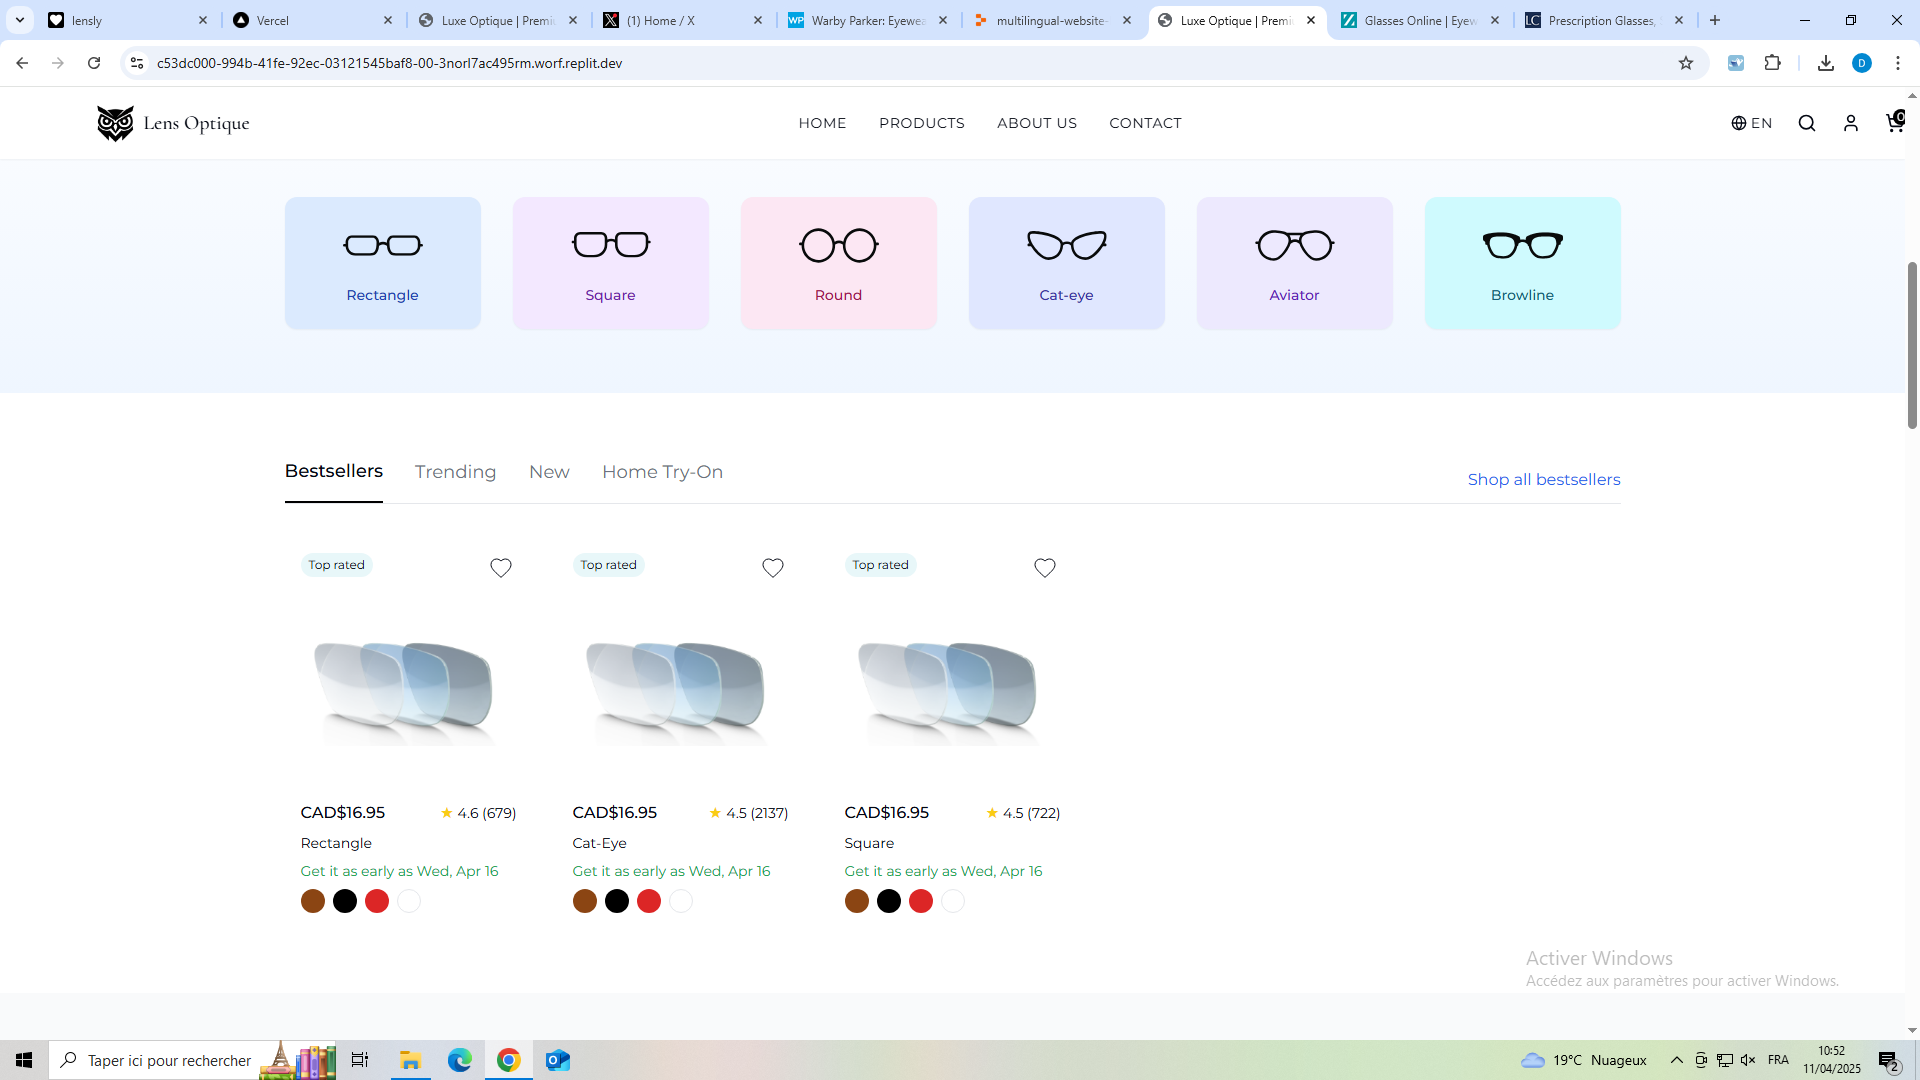 lensly
Vercel
Luxe Optique | Premi
(1) Home / X
Warby Parker: Eyewea
multilingual-website-
Luxe Optique | Premi
Glasses Online | Eyew
Prescription Glasses,
c53dc000-994b-41fe-92ec-03121545baf8-00-3norl7ac495rm.worf.replit.dev
D
Lens Optique
HOME
PRODUCTS
ABOUT US
CONTACT
EN
0
Rectangle
Square
Round
Cat-eye
Aviator
Browline
Bestsellers
Trending
New
Home Try-On
Shop all bestsellers
Top rated
Top rated
Top rated
CAD$16.95
★ 4.6 (679)
CAD$16.95
★ 4.5 (2137)
CAD$16.95
★ 4.5 (722)
Rectangle
Cat-Eye
Square
Get it as early as Wed, Apr 16
Get it as early as Wed, Apr 16
Get it as early as Wed, Apr 16
Activer Windows
Accédez aux paramètres pour activer Windows.
Taper ici pour rechercher
19°C Nuageux
FRA
10:52
11/04/2025
2